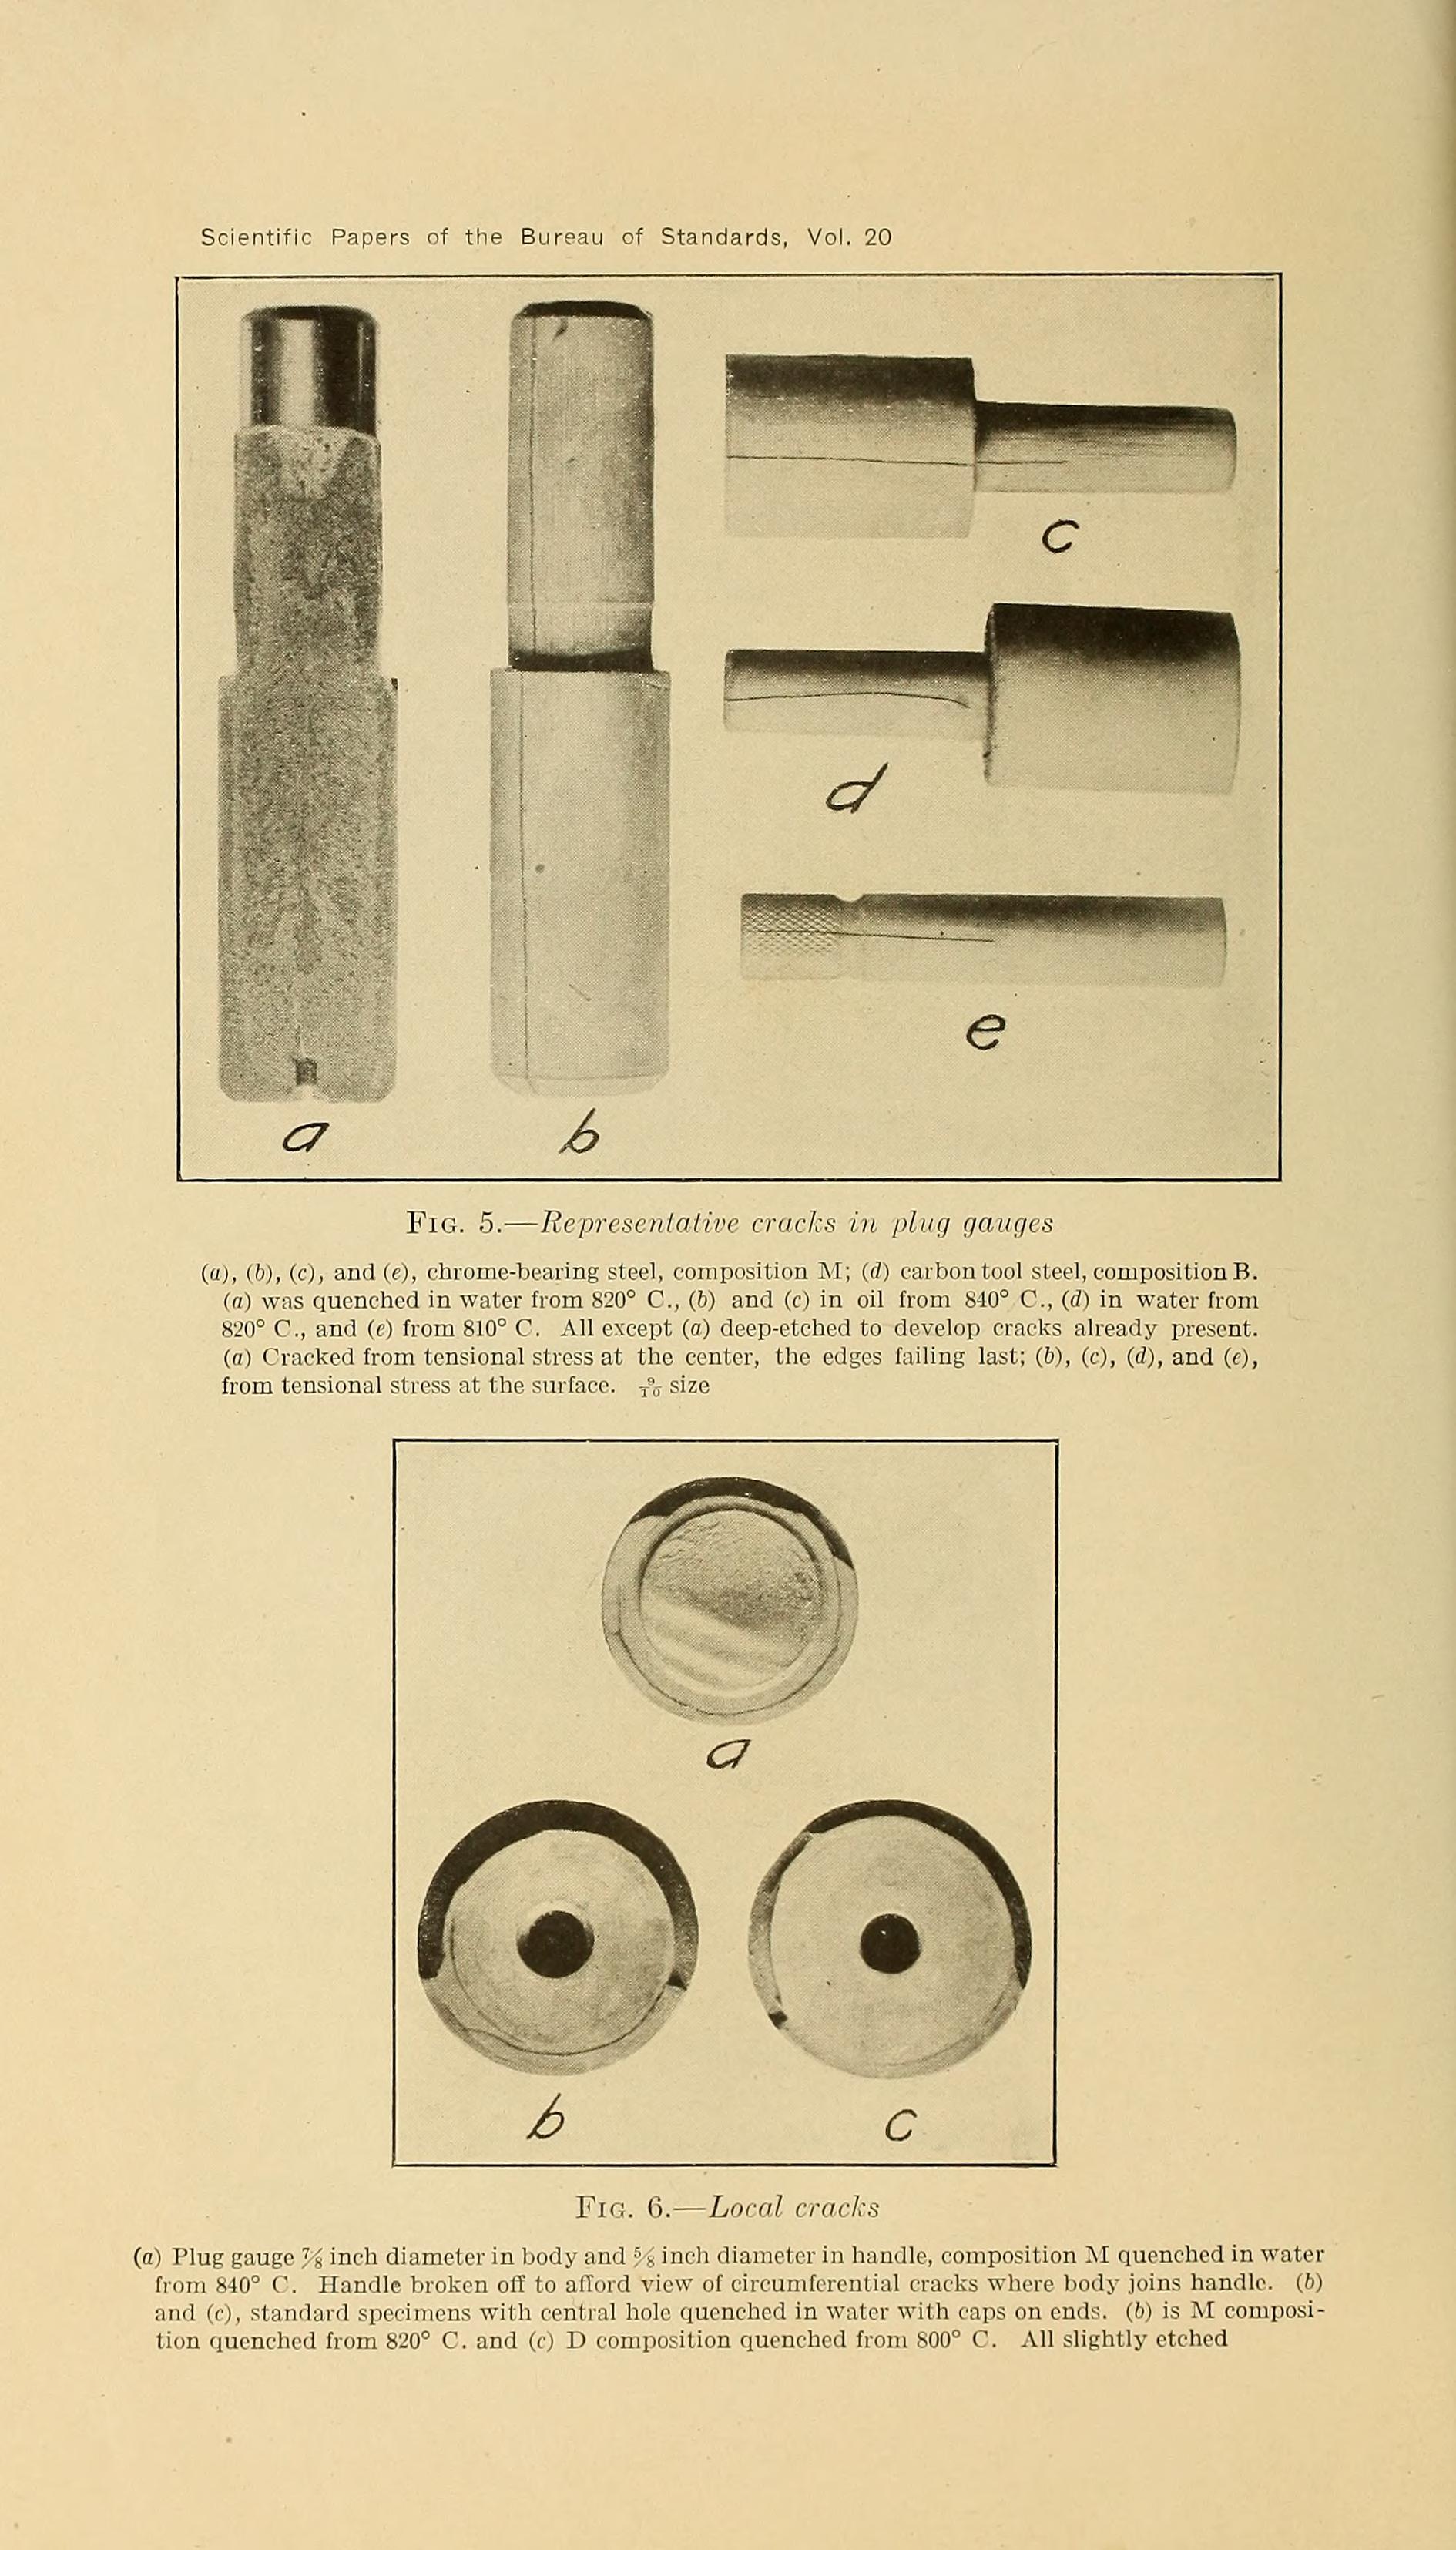 Scientific Papers of the Bureau of Standards, Vol. 20
c
d
e
a
b
FIG. 5.—Representative cracks in plug gauges
(a), (b), (c), and (e), chrome-bearing steel, composition M; (d) carbon tool steel, composition B.
(a) was quenched in water from 820° C., (b) and (c) in oil from 840° C., (d) in water from
820° C., and (e) from 810° C. All except (a) deep-etched to develop cracks already present.
(a) Cracked from tensional stress at the center, the edges failing last; (b), (c), (d), and (e),
from tensional stress at the surface. 9/10 size
a
b
c
FIG. 6.—Local cracks
(a) Plug gauge ⅞ inch diameter in body and ⅝ inch diameter in handle, composition M quenched in water
from 840° C. Handle broken off to afford view of circumferential cracks where body joins handle. (b)
and (c), standard specimens with central hole quenched in water with caps on ends. (b) is M composi-
tion quenched from 820° C. and (c) D composition quenched from 800° C. All slightly etched